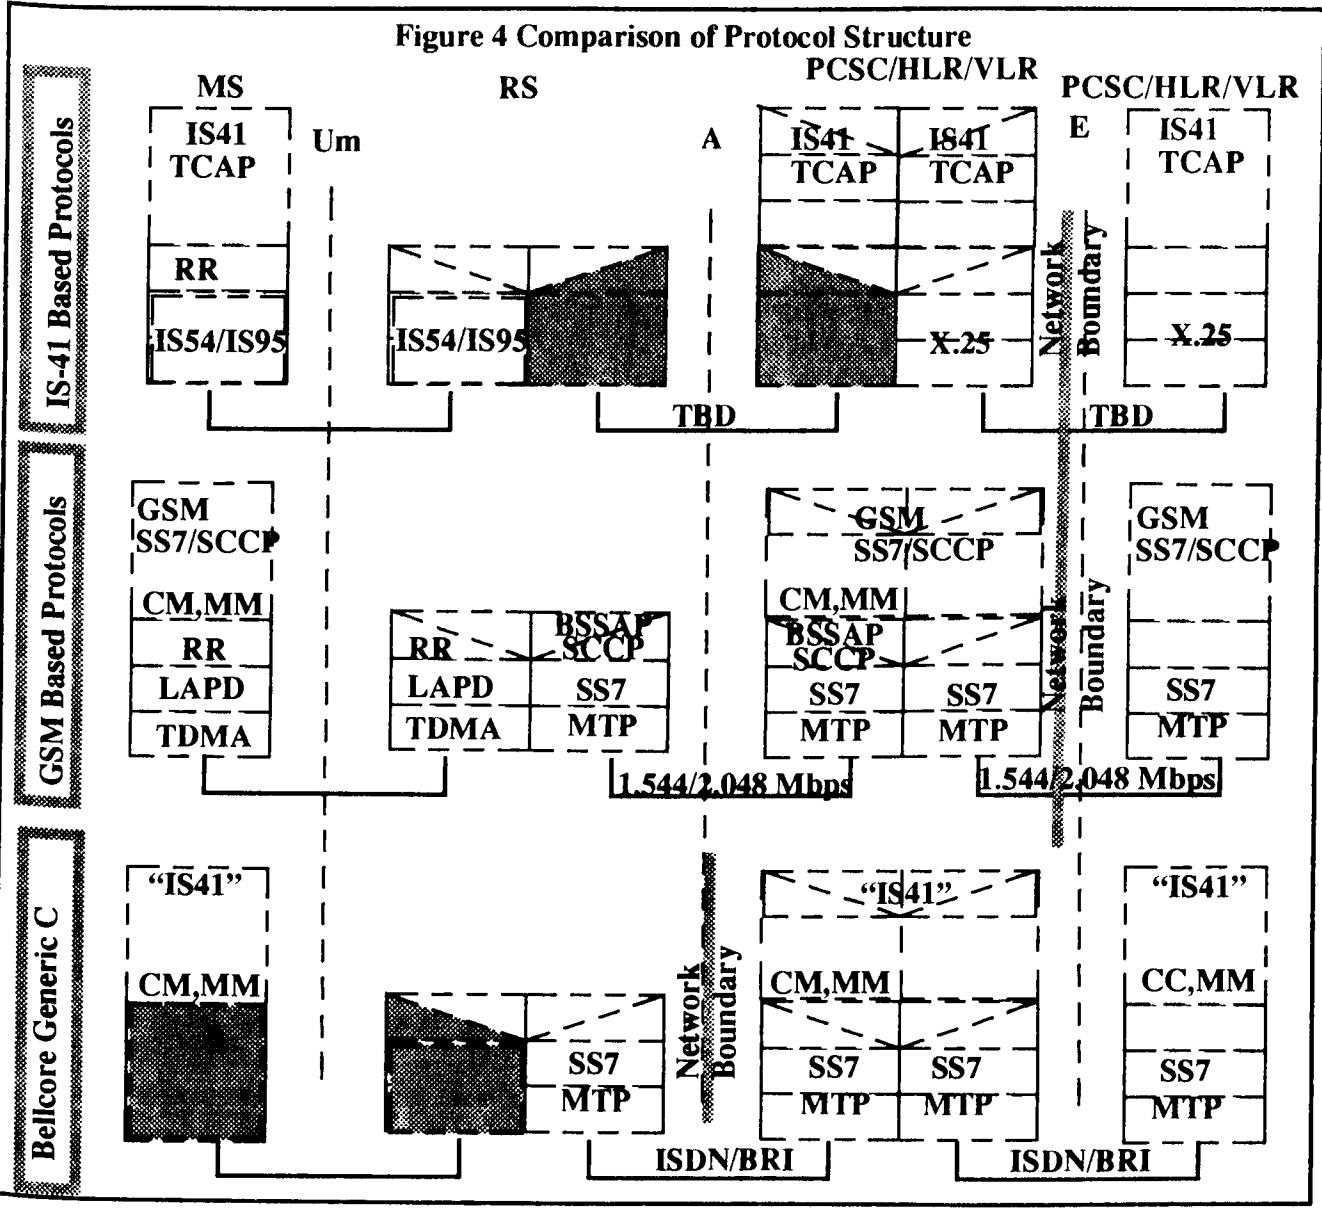 Figure 4 Comparison of Protocol Structure
MS
RS
PCSC/HLR/VLR
PCSC/HLR/VLR
Um
A
E
IS-41 Based Protocols
IS41
TCAP
RR
IS54/IS95
IS54/IS95
IS41
TCAP
IS41
TCAP
X.25
Network
Boundary
IS41
TCAP
X.25
TBD
TBD
GSM Based Protocols
GSM
SS7/SCCP
CM,MM
RR
LAPD
TDMA
RR
LAPD
TDMA
BSSAP
SCCP
SS7
MTP
GSM
SS7/SCCP
CM,MM
BSSAP
SCCP
SS7
MTP
SS7
MTP
Network
Boundary
GSM
SS7/SCCP
SS7
MTP
1.544/2.048 Mbps
1.544/2.048 Mbps
Bellcore Generic C
“IS41”
CM,MM
SS7
MTP
Network
Boundary
“IS41”
CM,MM
SS7
MTP
SS7
MTP
“IS41”
CC,MM
SS7
MTP
ISDN/BRI
ISDN/BRI